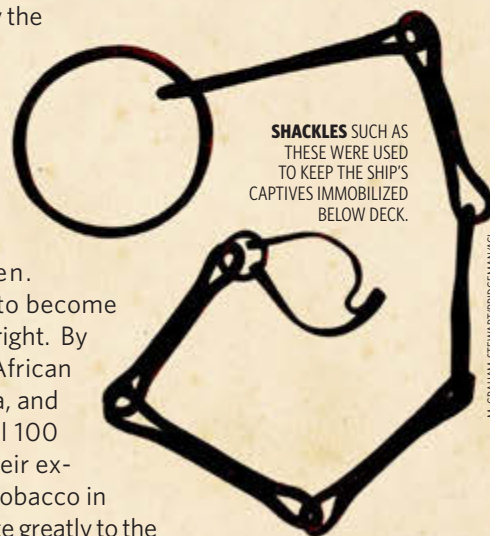 y the
SHACKLES SUCH AS
THESE WERE USED
TO KEEP THE SHIP'S
CAPTIVES IMMOBILIZED
BELOW DECK.
en.
to become
right. By
African
a, and
l 100
eir ex-
obacco in
te greatly to the